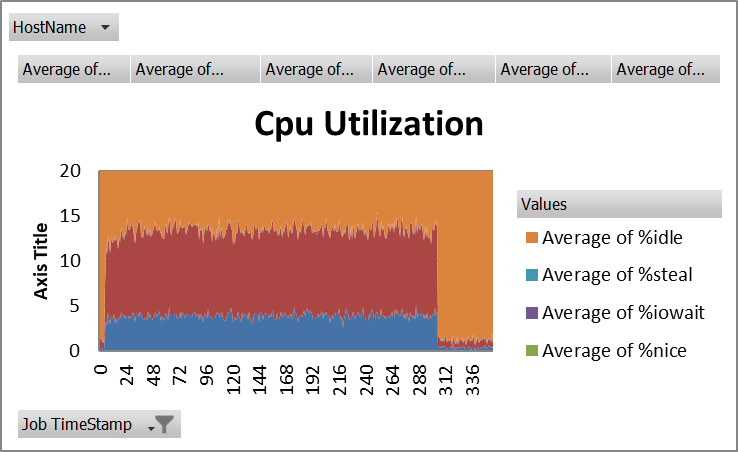 HostName
Average of... Average of... Average of... Average of... Average of... Average of...
Cpu Utilization
20
15
10
5
0
Axis Title
0 24 48 72 96 120 144 168 192 216 240 264 288 312 336
Values
Average of %idle
Average of %steal
Average of %iowait
Average of %nice
Job TimeStamp